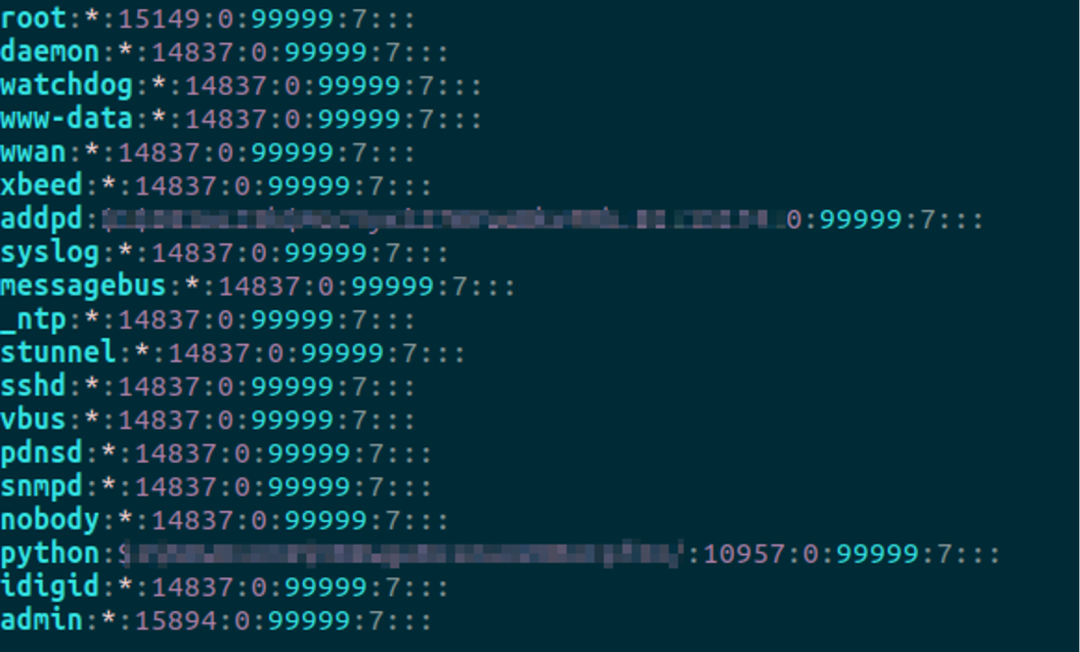 root:*:15149:0:99999:7:::
daemon:*:14837:0:99999:7:::
watchdog:*:14837:0:99999:7:::
www-data:*:14837:0:99999:7:::
wwan:*:14837:0:99999:7:::
xbeed:*:14837:0:99999:7:::
addpd: 0:99999:7:::
syslog:*:14837:0:99999:7:::
messagebus:*:14837:0:99999:7:::
_ntp:*:14837:0:99999:7:::
stunnel:*:14837:0:99999:7:::
sshd:*:14837:0:99999:7:::
vbus:*:14837:0:99999:7:::
pdnsd:*:14837:0:99999:7:::
snmpd:*:14837:0:99999:7:::
nobody:*:14837:0:99999:7:::
python: :10957:0:99999:7:::
idigid:*:14837:0:99999:7:::
admin:*:15894:0:99999:7:::